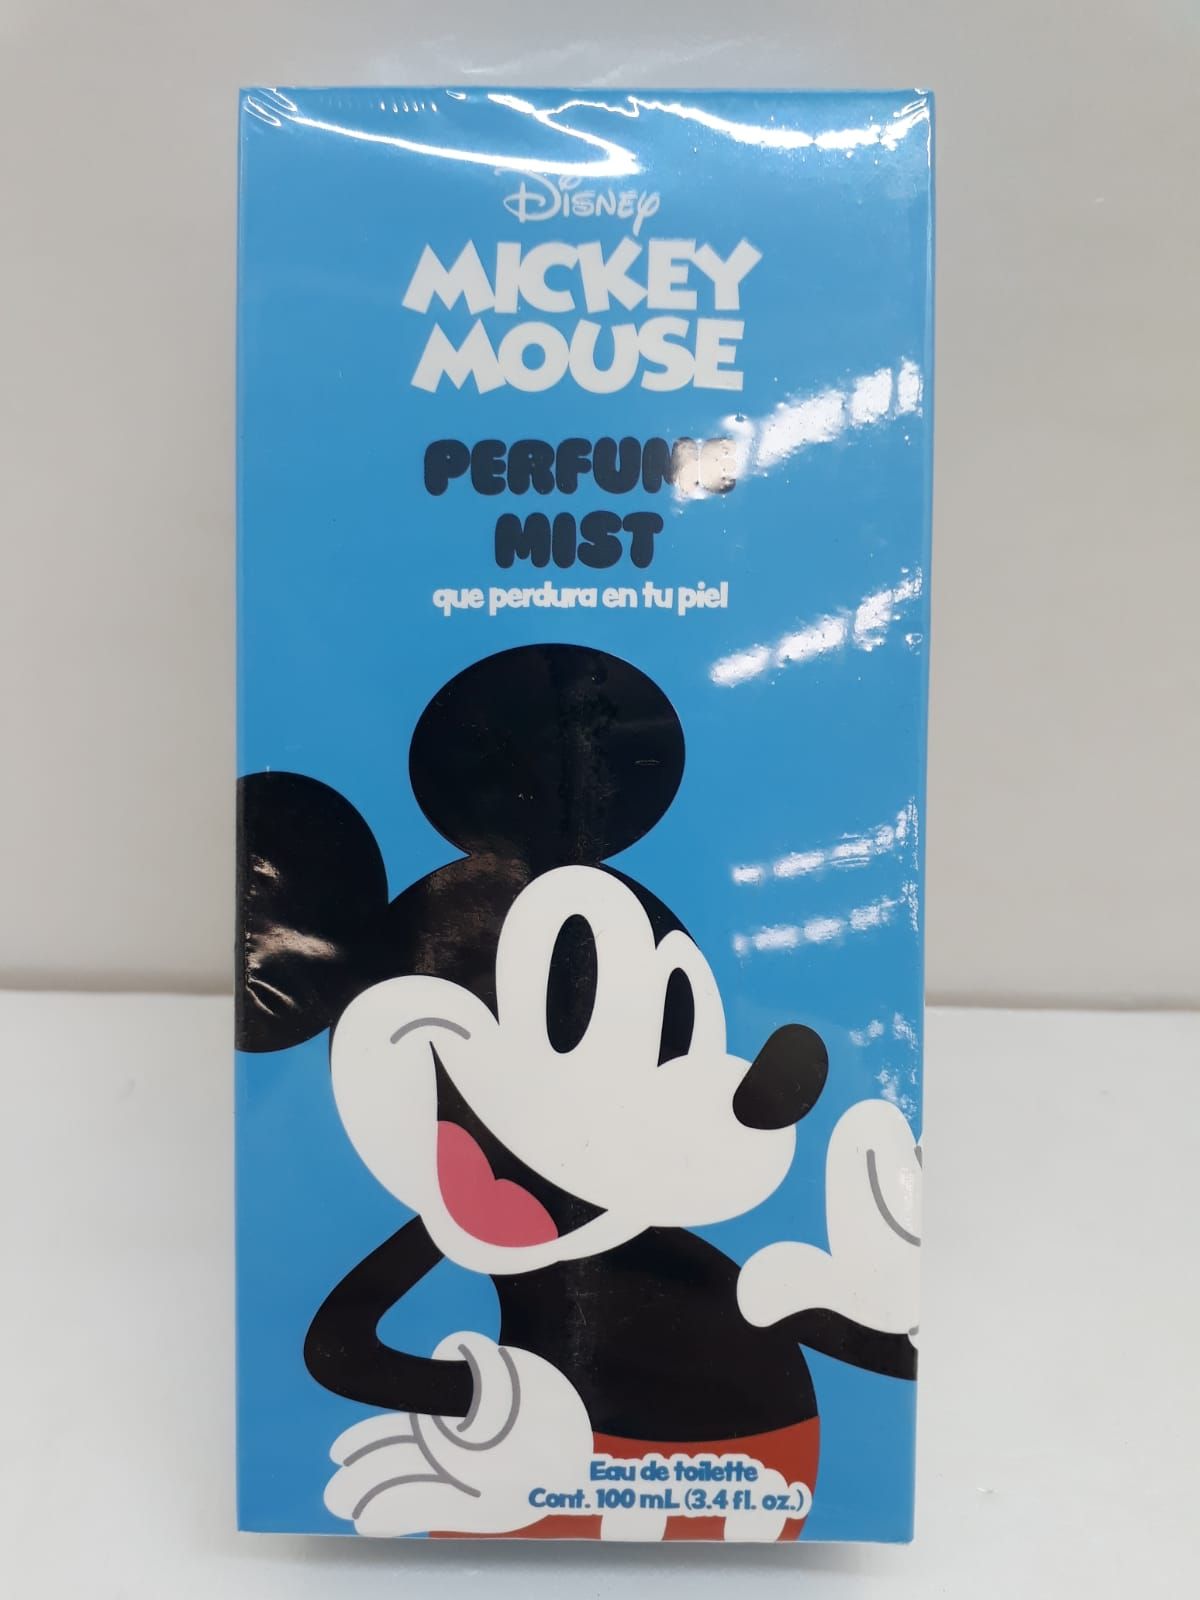 Disney
MICKEY
MOUSE
PERFUME
MIST
que perdura en tu piel
Eau de toilette
Cont. 100 mL (3.4 fl. oz.)